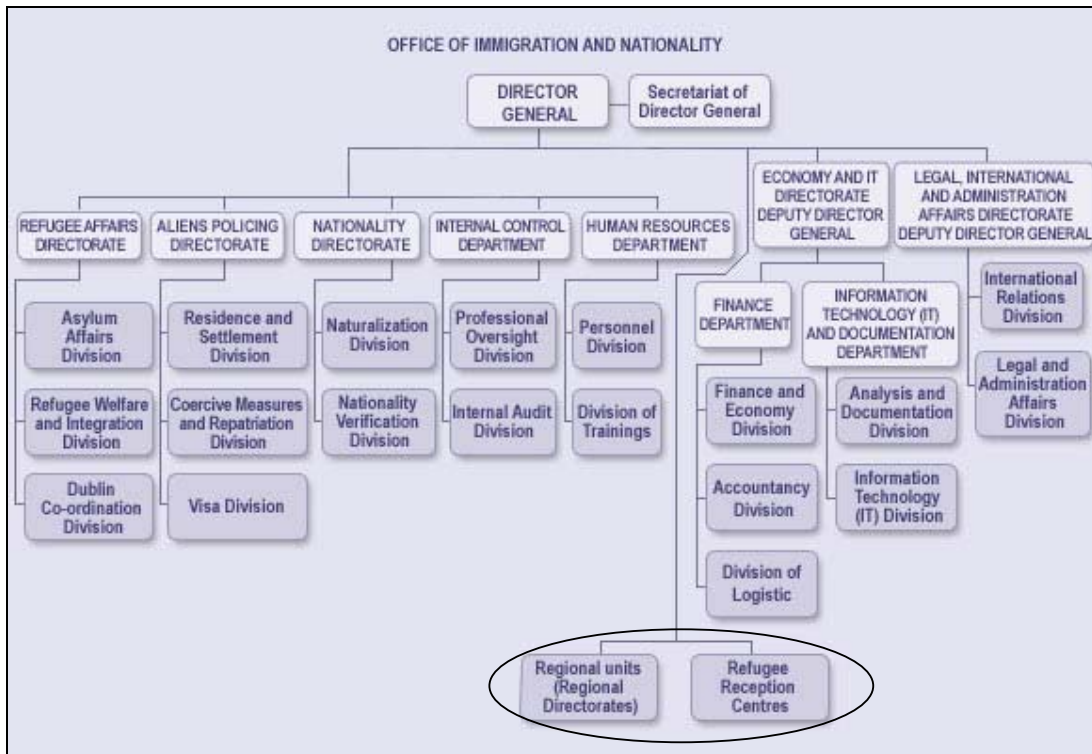 OFFICE OF IMMIGRATION AND NATIONALITY
DIRECTOR
GENERAL
Secretariat of
Director General
REFUGEE AFFAIRS
DIRECTORATE
ALIENS POLICING
DIRECTORATE
NATIONALITY
DIRECTORATE
INTERNAL CONTROL
DEPARTMENT
HUMAN RESOURCES
DEPARTMENT
ECONOMY AND IT
DIRECTORATE
DEPUTY DIRECTOR
GENERAL
LEGAL, INTERNATIONAL
AND ADMINISTRATION
AFFAIRS DIRECTORATE
DEPUTY DIRECTOR GENERAL
Asylum
Affairs
Division
Refugee Welfare
and Integration
Division
Dublin
Co-ordination
Division
Residence and
Settlement
Division
Coercive Measures
and Repatriation
Division
Visa Division
Naturalization
Division
Nationality
Verification
Division
Professional
Oversight
Division
Internal Audit
Division
Personnel
Division
Division of
Trainings
FINANCE
DEPARTMENT
Finance and
Economy
Division
Accountancy
Division
Division of
Logistic
INFORMATION
TECHNOLOGY (IT)
AND DOCUMENTATION
DEPARTMENT
Analysis and
Documentation
Division
Information
Technology
(IT) Division
International
Relations
Division
Legal and
Administration
Affairs
Division
Regional units
(Regional
Directorates)
Refugee
Reception
Centres